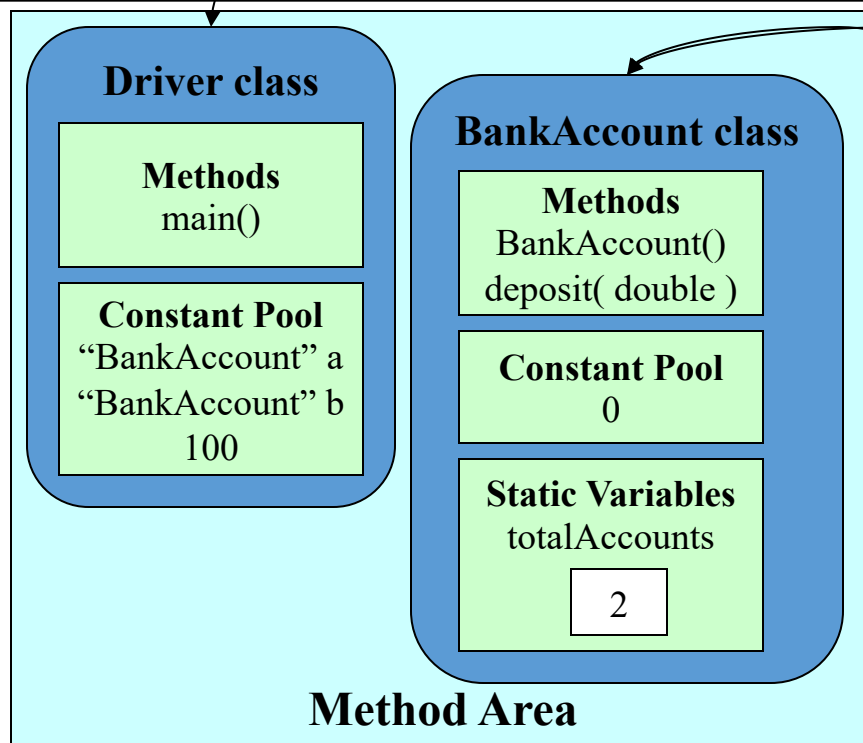 Driver class
Methods
main()
Constant Pool
“BankAccount” a
“BankAccount” b
100
BankAccount class
Methods
BankAccount()
deposit( double )
Constant Pool
0
Static Variables
totalAccounts
2
Method Area